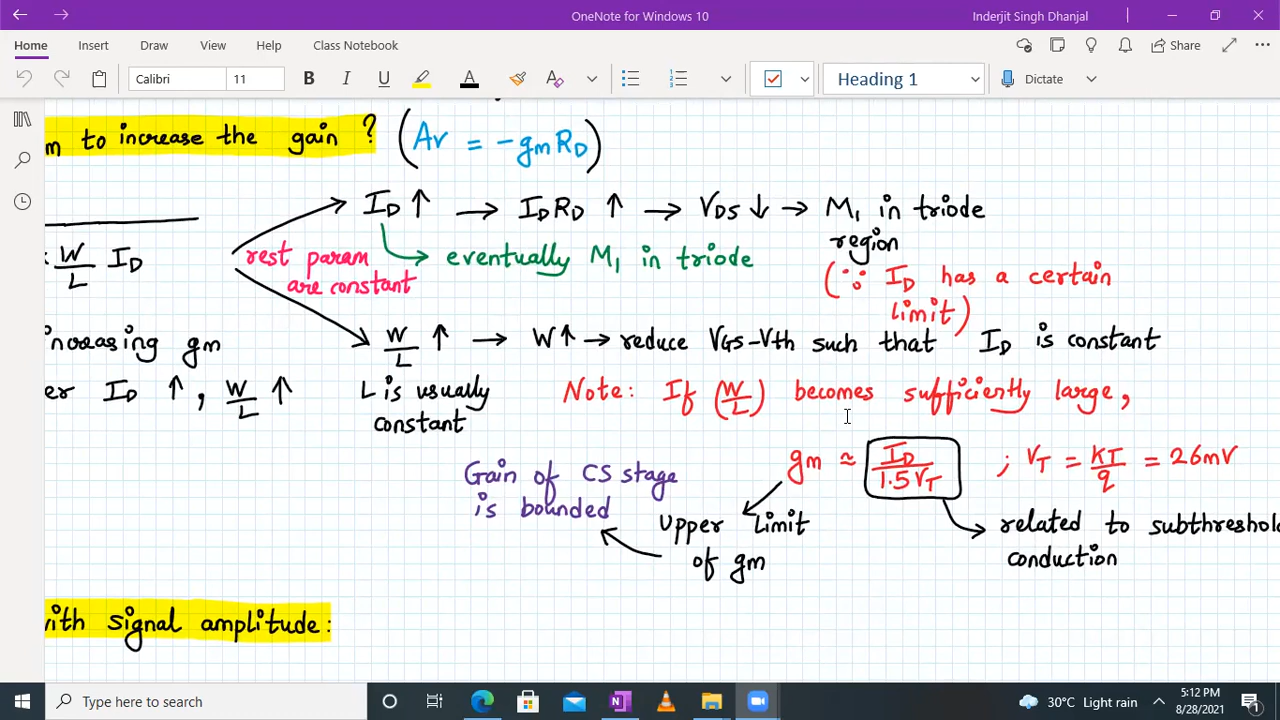 OneNote for Windows 10
Inderjit Singh Dhanjal
Home Insert Draw View Help Class Notebook
Share
Calibri 11 B I U A Heading 1 Dictate
m to increase the gain ? (Av = -gmRD)
ID ↑ → IDRD ↑ → VDS ↓ → M1 in triode region
W/L ID
rest param are constant
eventually M1 in triode
(∵ ID has a certain limit)
W/L ↑ → W↑ → reduce VGS-Vth such that ID is constant
ncreasing gm
er ID ↑ , W/L ↑
L is usually constant
Note: If (W/L) becomes sufficiently large,
gm ≈ ID/1.5VT ; VT = KT/q = 26mV
Gain of CS stage is bounded
Upper limit of gm
related to subthreshold conduction
with signal amplitude:
Type here to search
30°C Light rain
5:12 PM
8/28/2021
1